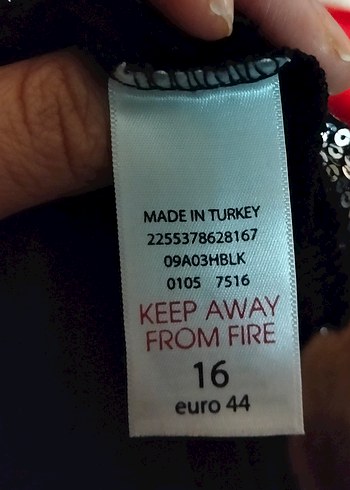 MADE IN TURKEY
2255378628167
09A03HBLK
0105 7516
KEEP AWAY
FROM FIRE
16
euro 44